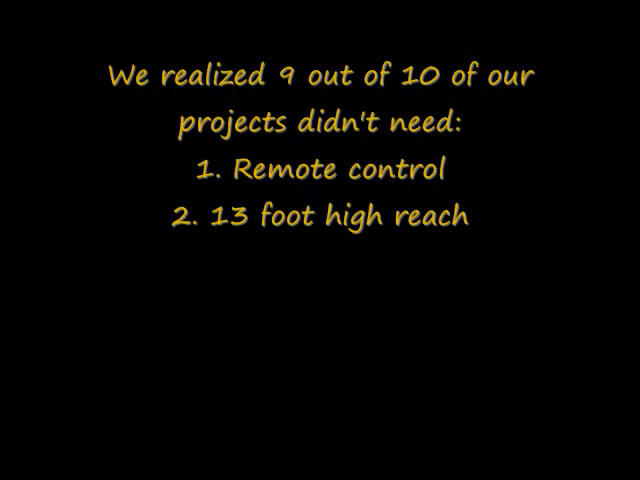 We realized 9 out of 10 of our
projects didn't need:
1. Remote control
2. 13 foot high reach